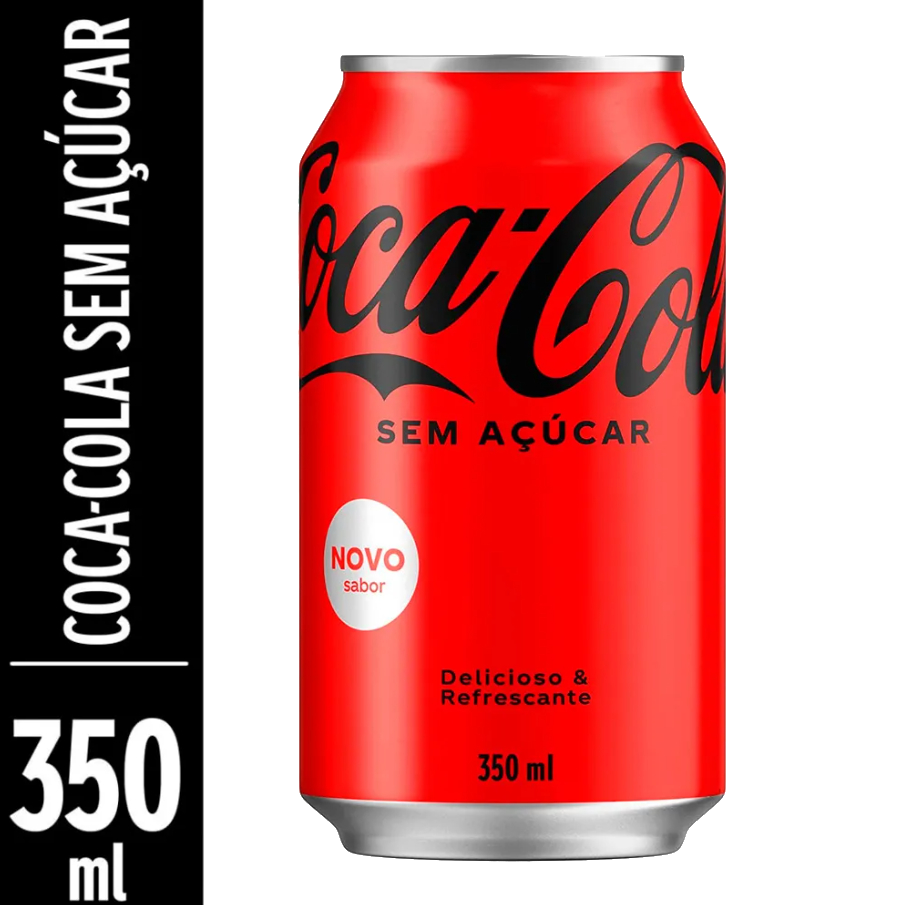 COCA-COLA SEM AÇÚCAR
350
ml
Coca-Cola
SEM AÇÚCAR
NOVO
sabor
Delicioso &
Refrescante
350 ml